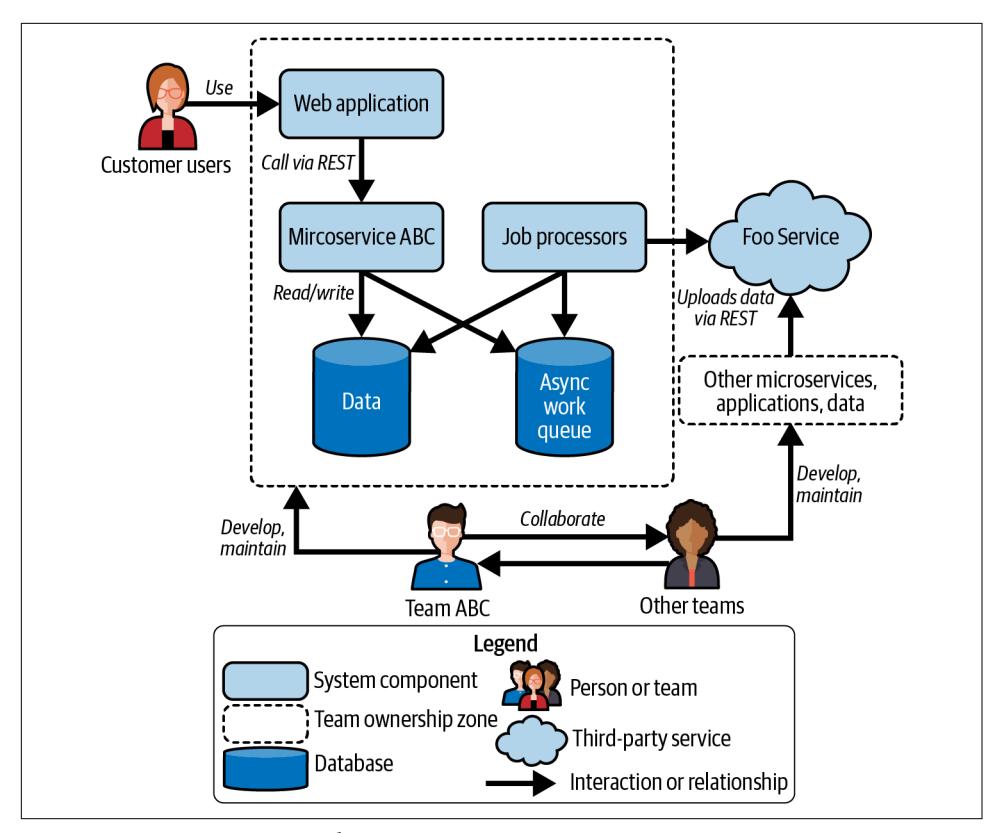 Use
Web application
Customer users
Call via REST
Mircoservice ABC
Job processors
Foo Service
Read/write
Uploads data
via REST
Data
Async
work
queue
Other microservices,
applications, data
Develop,
maintain
Collaborate
Develop,
maintain
Team ABC
Other teams
Legend
System component
Person or team
Team ownership zone
Third-party service
Database
Interaction or relationship